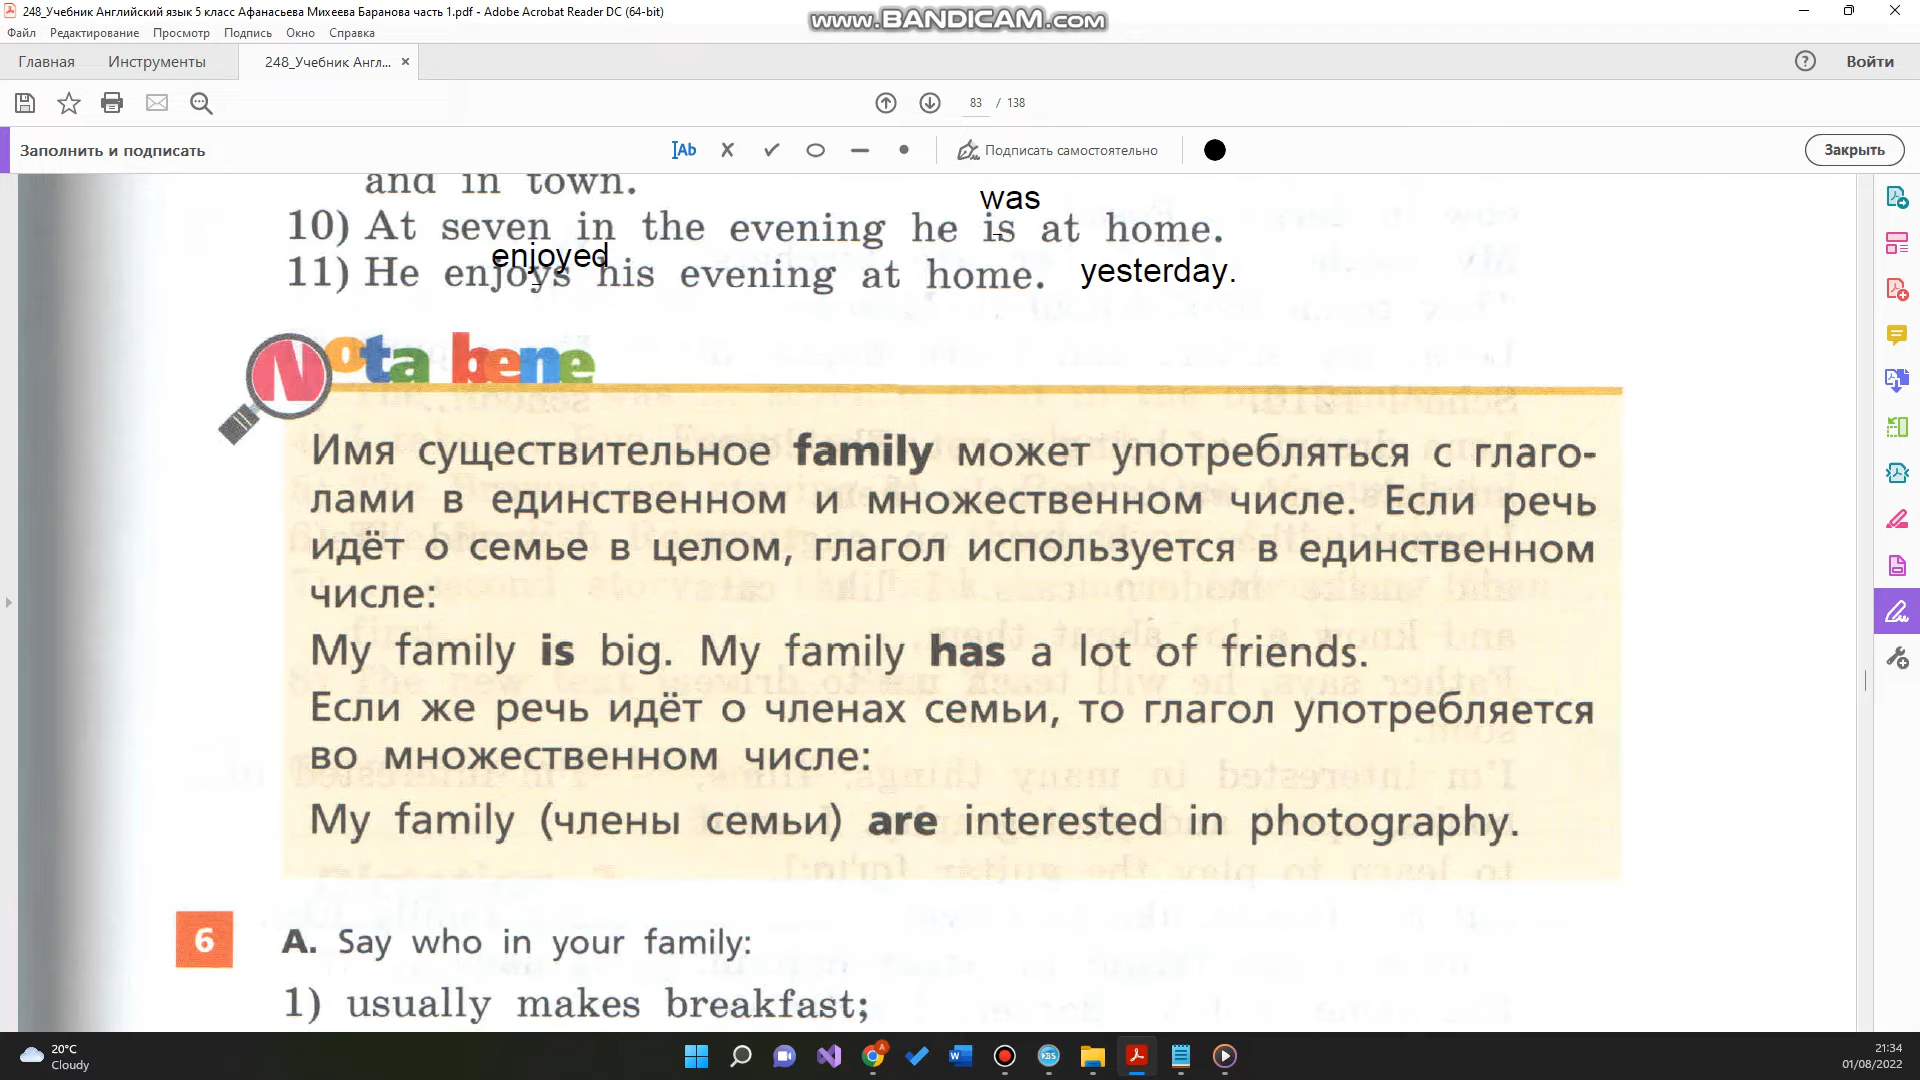 248_Учебник Английский язык 5 класс Афанасьева Михеева Баранова часть 1.pdf - Adobe Acrobat Reader DC (64-bit)
www.BANDICAM.com
Файл Редактирование Просмотр Подпись Окно Справка
Главная Инструменты 248_Учебник Англ... × Войти
83 / 138
Заполнить и подписать Ab Подписать самостоятельно Закрыть
and in town.
was
10) At seven in the evening he is at home.
enjoyed
11) He enjoys his evening at home. yesterday.
Nota bene
Имя существительное family может употребляться с глаго-
лами в единственном и множественном числе. Если речь
идёт о семье в целом, глагол используется в единственном
числе:
My family is big. My family has a lot of friends.
Если же речь идёт о членах семьи, то глагол употребляется
во множественном числе:
My family (члены семьи) are interested in photography.
6 A. Say who in your family:
1) usually makes breakfast;
20°C
Cloudy
21:34
01/08/2022